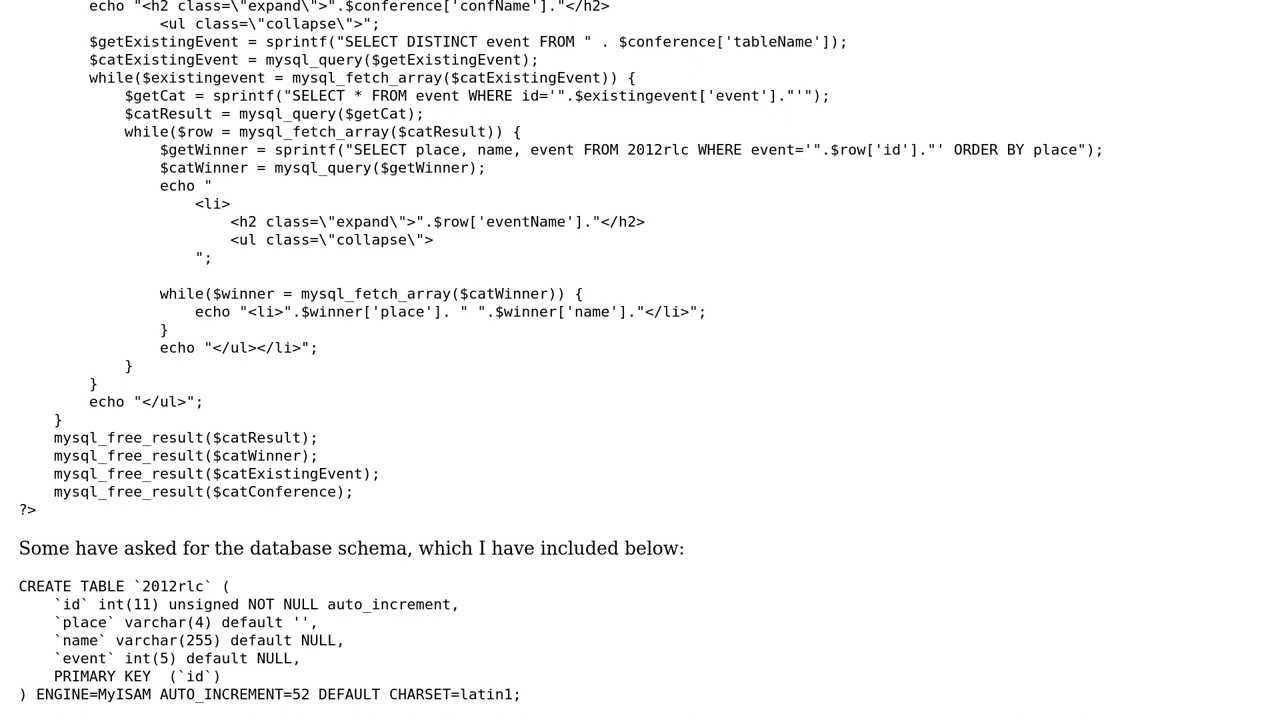 echo "<h2 class=\"expand\">".$conference['confName']."</h2>
<ul class=\"collapse\">";
$getExistingEvent = sprintf("SELECT DISTINCT event FROM " . $conference['tableName']);
$catExistingEvent = mysql_query($getExistingEvent);
while($existingevent = mysql_fetch_array($catExistingEvent)) {
$getCat = sprintf("SELECT * FROM event WHERE id='".$existingevent['event']."'");
$catResult = mysql_query($getCat);
while($row = mysql_fetch_array($catResult)) {
$getWinner = sprintf("SELECT place, name, event FROM 2012rlc WHERE event='".$row['id']."' ORDER BY place");
$catWinner = mysql_query($getWinner);
echo "
<li>
<h2 class=\"expand\">".$row['eventName']."</h2>
<ul class=\"collapse\">
";
while($winner = mysql_fetch_array($catWinner)) {
echo "<li>".$winner['place']. " ".$winner['name']."</li>";
}
echo "</ul></li>";
}
}
echo "</ul>";
}
mysql_free_result($catResult);
mysql_free_result($catWinner);
mysql_free_result($catExistingEvent);
mysql_free_result($catConference);
?>
Some have asked for the database schema, which I have included below:
CREATE TABLE `2012rlc` (
`id` int(11) unsigned NOT NULL auto_increment,
`place` varchar(4) default '',
`name` varchar(255) default NULL,
`event` int(5) default NULL,
PRIMARY KEY  (`id`)
) ENGINE=MyISAM AUTO_INCREMENT=52 DEFAULT CHARSET=latin1;